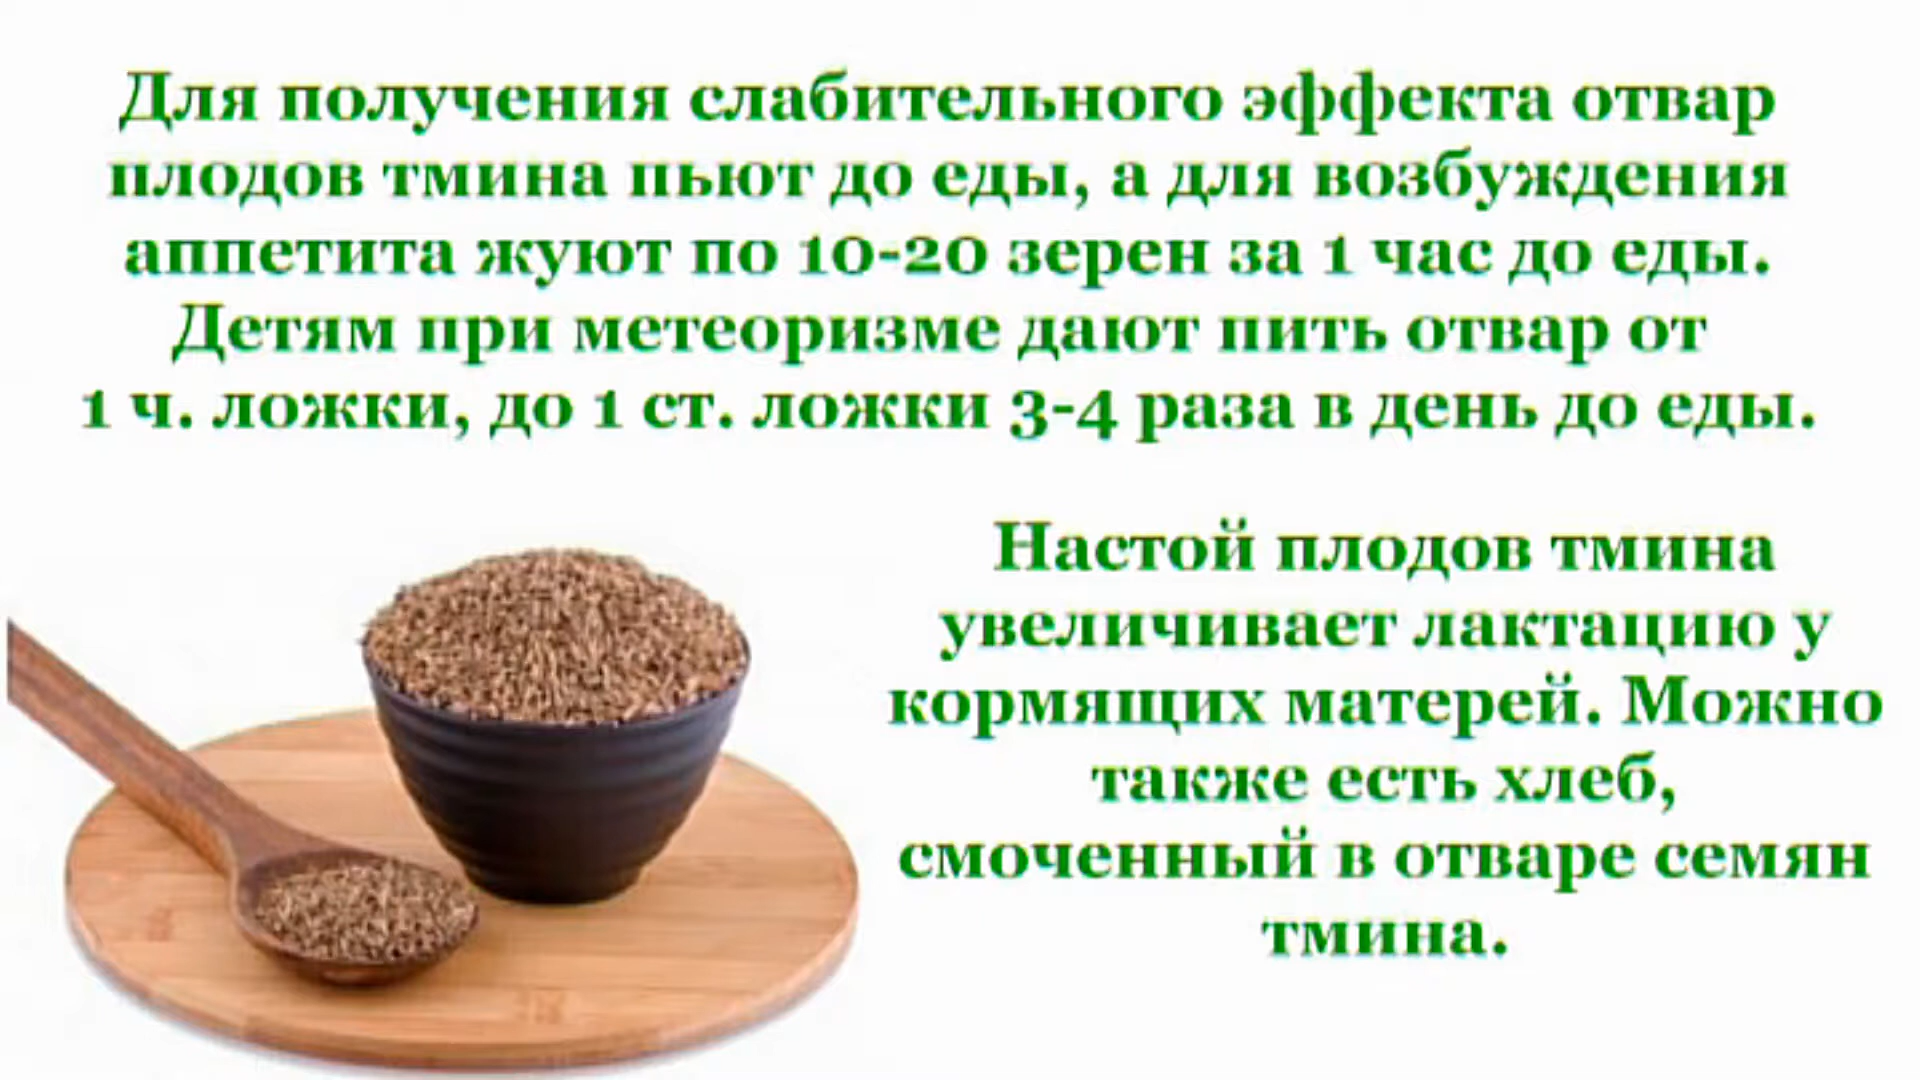 Для получения слабительного эффекта отвар
плодов тмина пьют до еды, а для возбуждения
аппетита жуют по 10-20 зерен за 1 час до еды.
Детям при метеоризме дают пить отвар от
1 ч. ложки, до 1 ст. ложки 3-4 раза в день до еды.
Настой плодов тмина
увеличивает лактацию у
кормящих матерей. Можно
также есть хлеб,
смоченный в отваре семян
тмина.